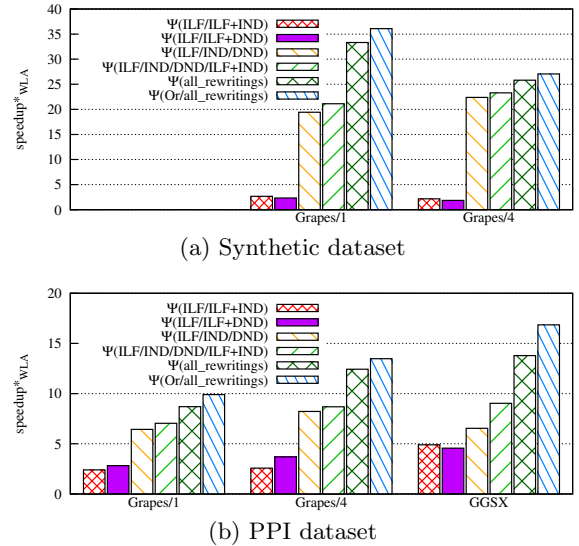 40
35
30
25
20
15
10
5
0
speedup*WLA
Ψ(ILF/ILF+IND)
Ψ(ILF/ILF+DND)
Ψ(ILF/IND/DND)
Ψ(ILF/IND/DND/ILF+IND)
Ψ(all_rewritings)
Ψ(Or/all_rewritings)
Grapes/1 Grapes/4
(a) Synthetic dataset
20
15
10
5
0
speedup*WLA
Ψ(ILF/ILF+IND)
Ψ(ILF/ILF+DND)
Ψ(ILF/IND/DND)
Ψ(ILF/IND/DND/ILF+IND)
Ψ(all_rewritings)
Ψ(Or/all_rewritings)
Grapes/1 Grapes/4 GGSX
(b) PPI dataset